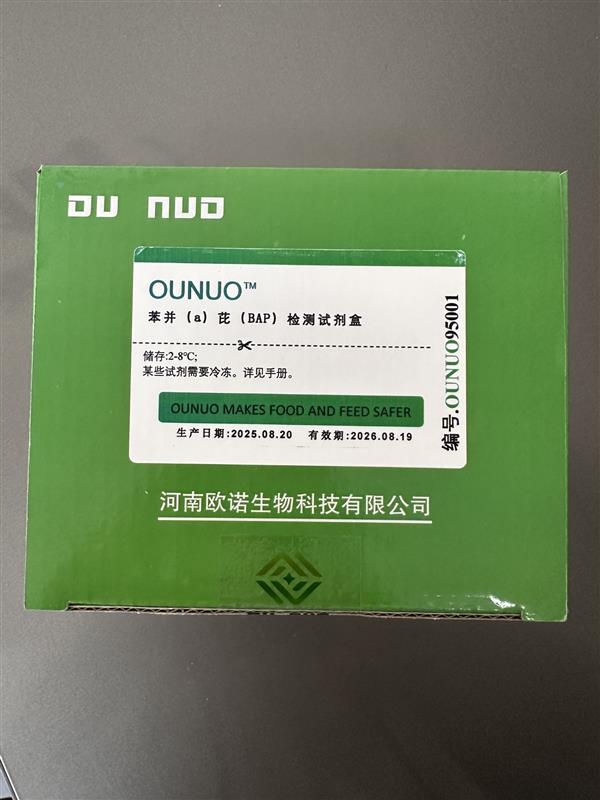 OU NUO
OUNUO™
苯并（a）芘（BAP）检测试剂盒
储存:2-8℃;
某些试剂需要冷冻。详见手册。
OUNUO MAKES FOOD AND FEED SAFER
生产日期:2025.08.20 有效期:2026.08.19
编号.OUNUO95001
河南欧诺生物科技有限公司